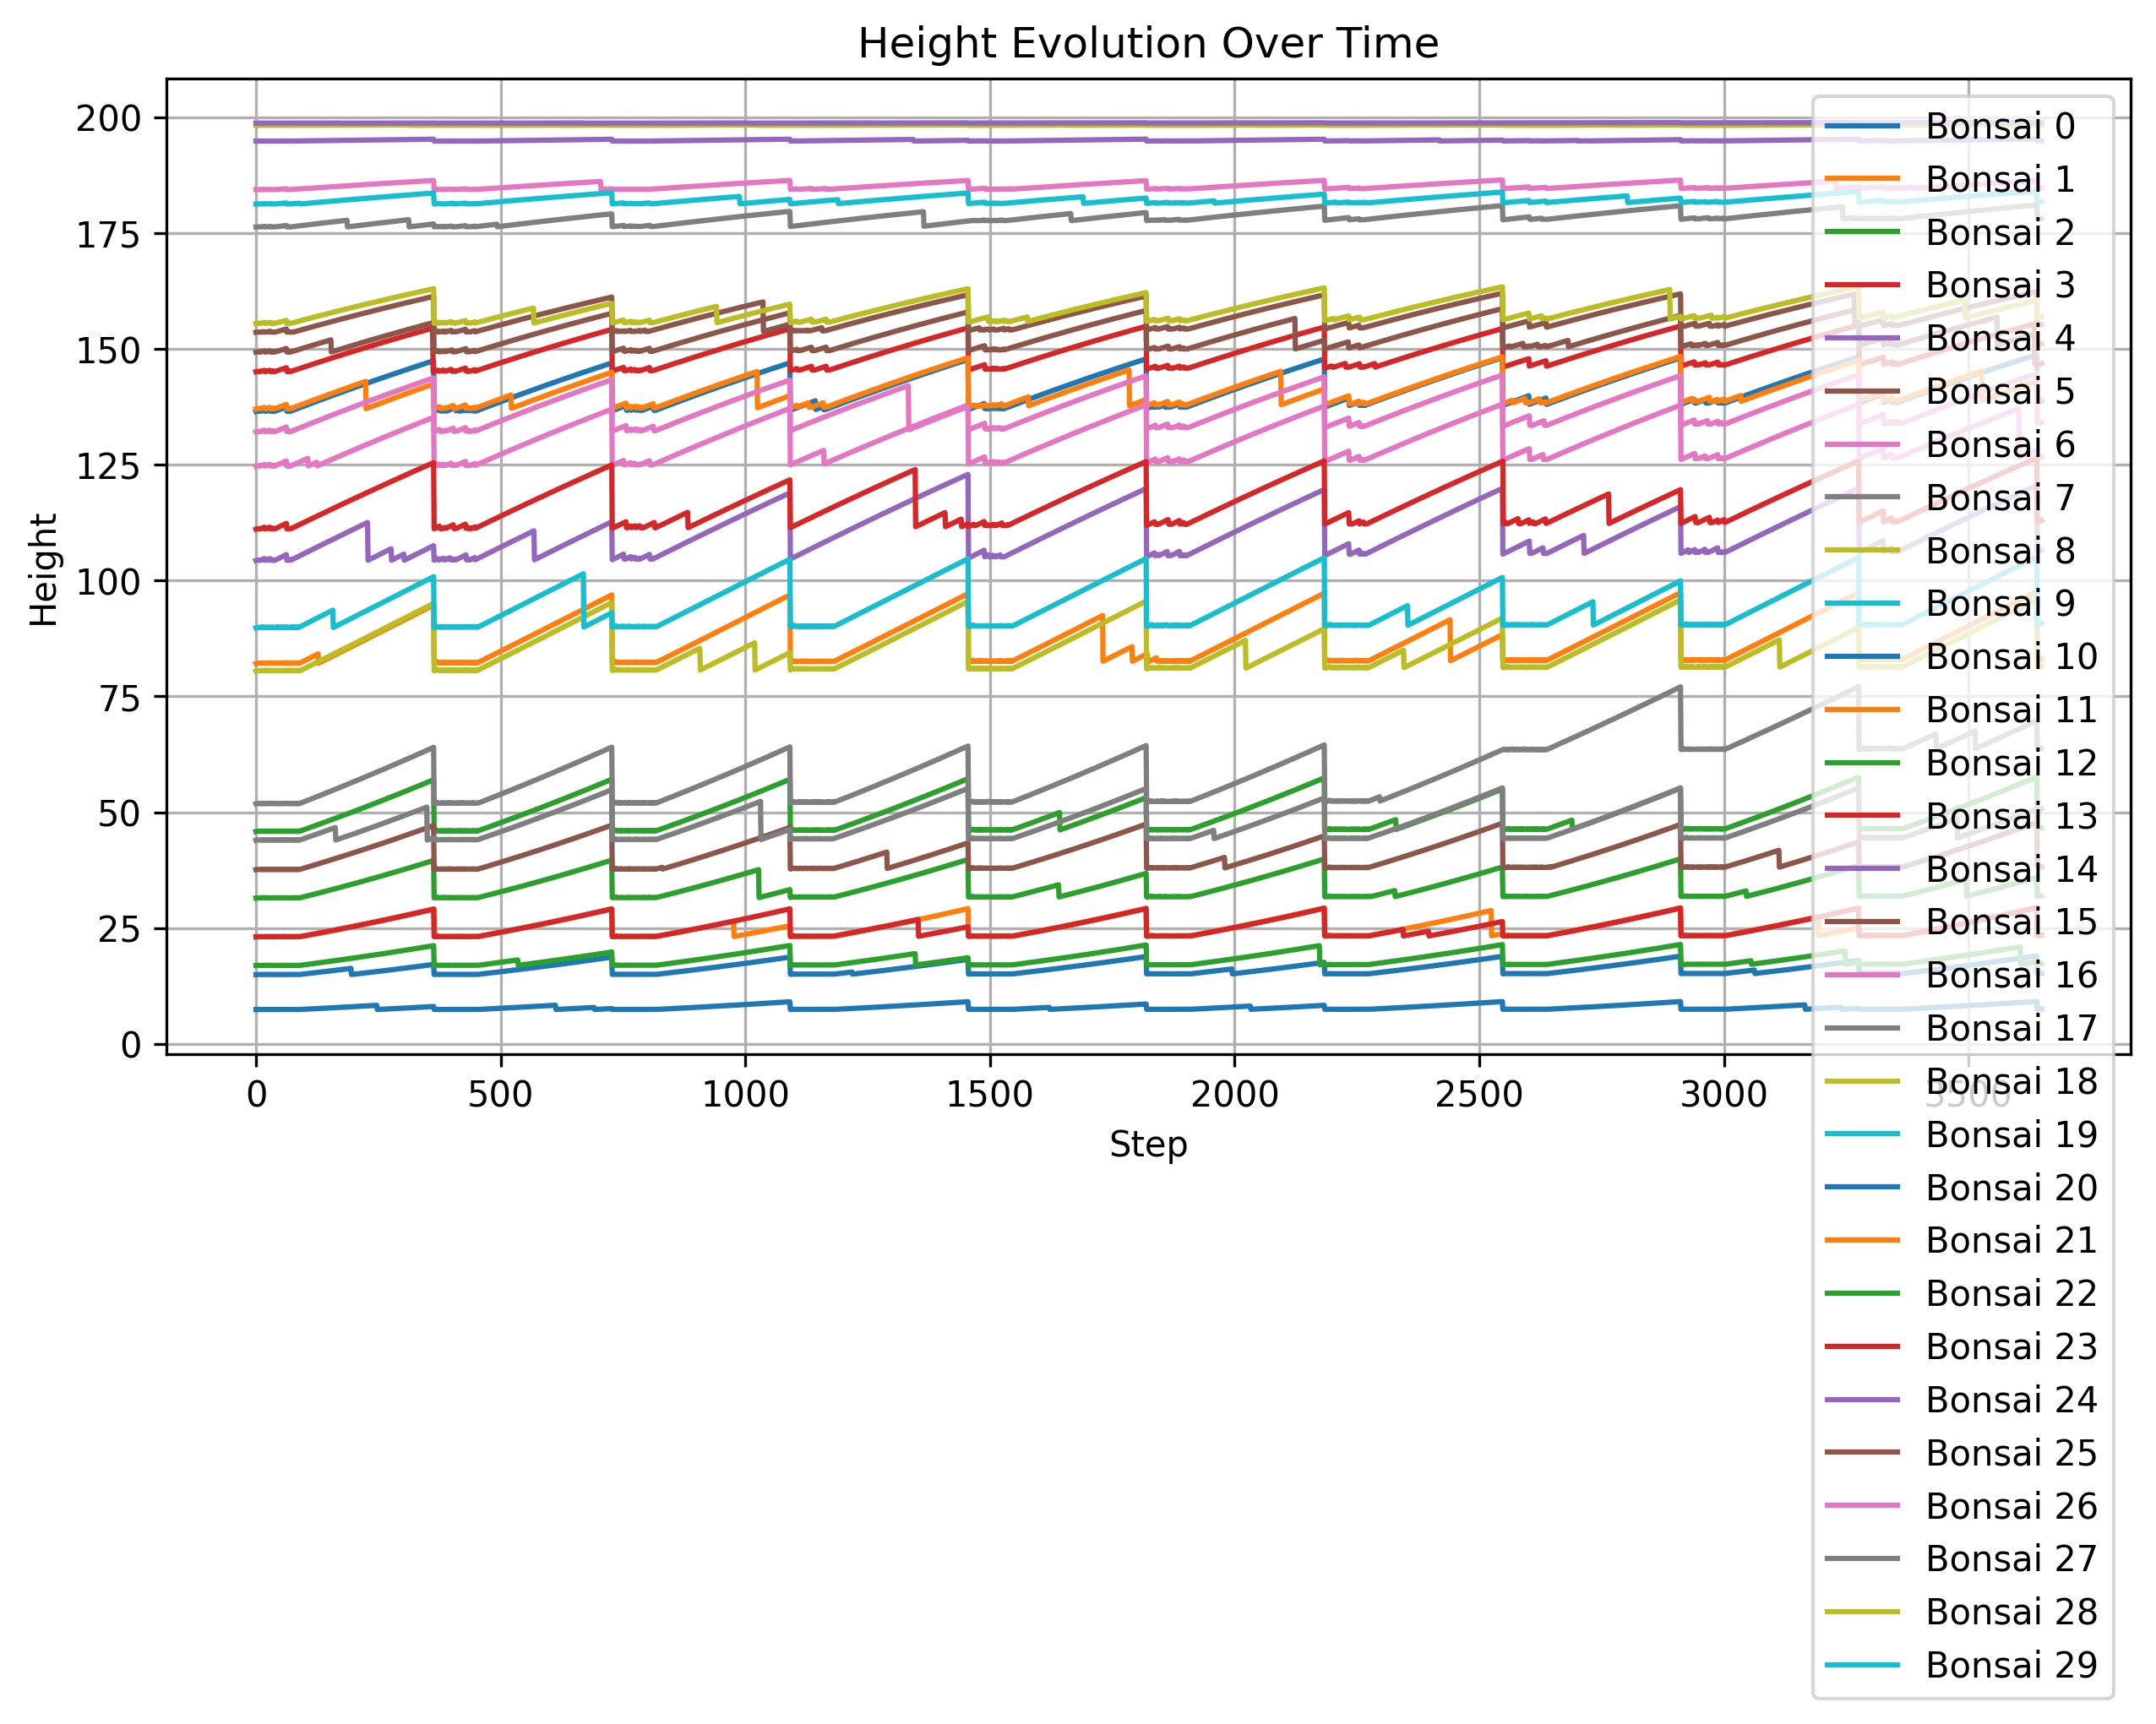 Height Evolution Over Time
Height
200
175
150
125
100
75
50
25
0
0 500 1000 1500 2000 2500 3000 3500
Step
Bonsai 0
Bonsai 1
Bonsai 2
Bonsai 3
Bonsai 4
Bonsai 5
Bonsai 6
Bonsai 7
Bonsai 8
Bonsai 9
Bonsai 10
Bonsai 11
Bonsai 12
Bonsai 13
Bonsai 14
Bonsai 15
Bonsai 16
Bonsai 17
Bonsai 18
Bonsai 19
Bonsai 20
Bonsai 21
Bonsai 22
Bonsai 23
Bonsai 24
Bonsai 25
Bonsai 26
Bonsai 27
Bonsai 28
Bonsai 29